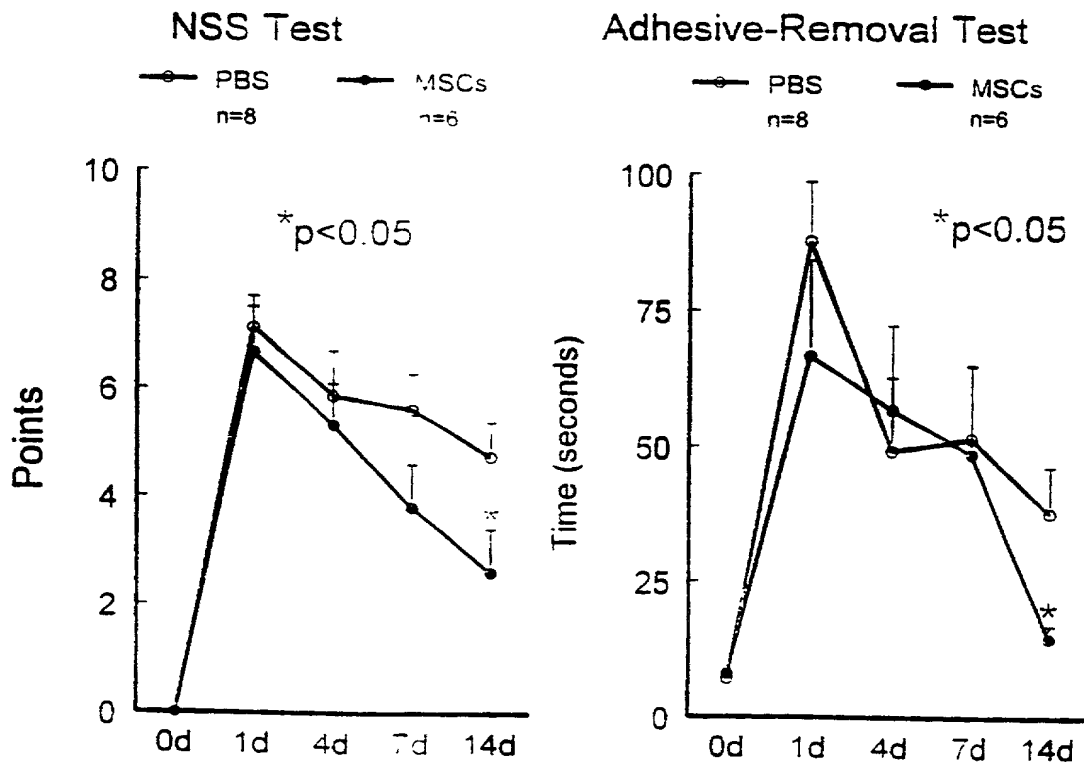 NSS Test
PBS MSCs
n=8 n=6
*p<0.05
Points
10
8
6
4
2
0
0d 1d 4d 7d 14d
*
Adhesive-Removal Test
PBS MSCs
n=8 n=6
*p<0.05
Time (seconds)
100
75
50
25
0
0d 1d 4d 7d 14d
*